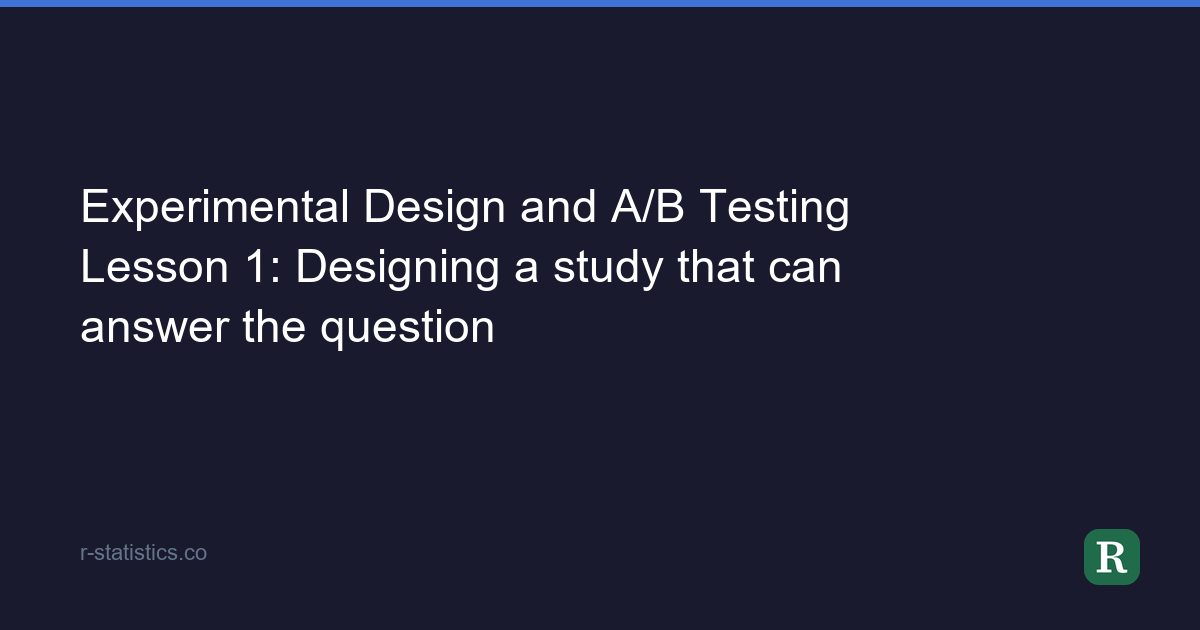 Experimental Design and A/B Testing
Lesson 1: Designing a study that can
answer the question
r-statistics.co
R